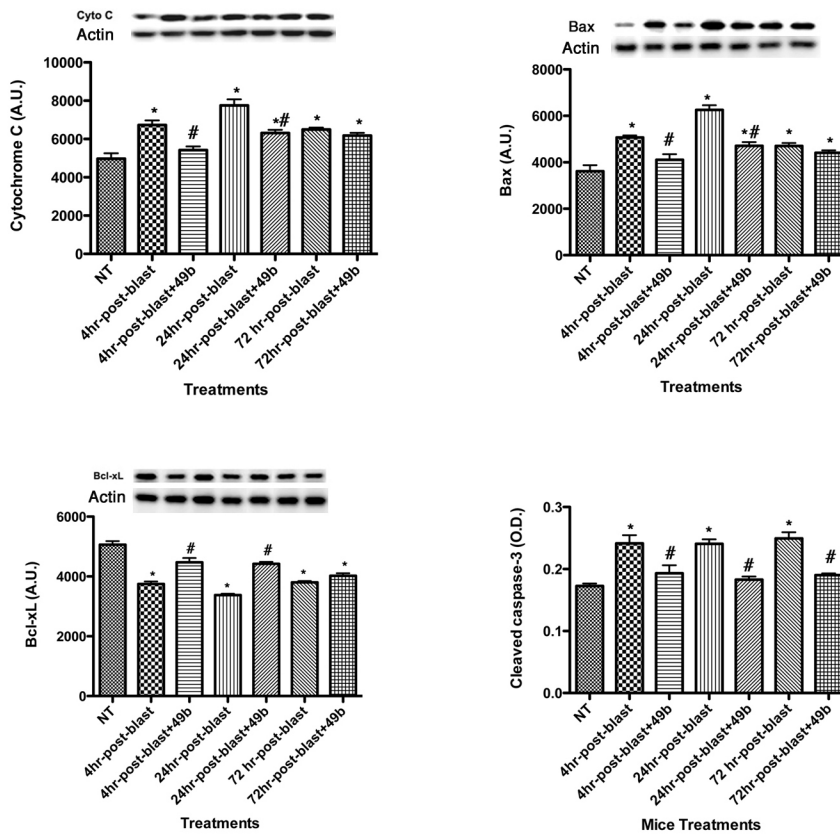 Cyto C
Actin
Cytochrome C (A.U.)
10000
8000
6000
4000
2000
0
*
#
*
*#
*
*
NT
4hr-post-blast
4hr-post-blast+49b
24hr-post-blast
24hr-post-blast+49b
72 hr-post-blast
72hr-post-blast+49b
Treatments
Bax
Actin
Bax (A.U.)
8000
6000
4000
2000
0
*
#
*
*#
*
*
NT
4hr-post-blast
4hr-post-blast+49b
24hr-post-blast
24hr-post-blast+49b
72 hr-post-blast
72hr-post-blast+49b
Treatments
Bcl-xL
Actin
Bcl-xL (A.U.)
6000
4000
2000
0
*
#
*
#
*
*
NT
4hr-post-blast
4hr-post-blast+49b
24hr-post-blast
24hr-post-blast+49b
72 hr-post-blast
72hr-post-blast+49b
Treatments
Cleaved caspase-3 (O.D.)
0.3
0.2
0.1
0.0
*
#
*
#
*
#
NT
4hr-post-blast
4hr-post-blast+49b
24hr-post-blast
24hr-post-blast+49b
72 hr-post-blast
72hr-post-blast+49b
Mice Treatments